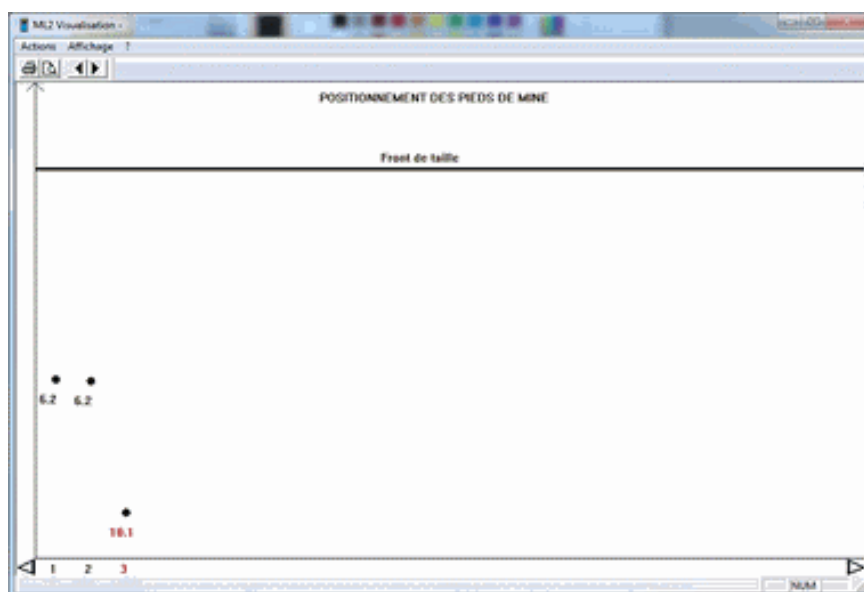 ML2 Visualisation -
Actions Affichage ?
POSITIONNEMENT DES PIEDS DE MINE
Front de taille
6.2 6.2
10.1
1 2 3
NUM